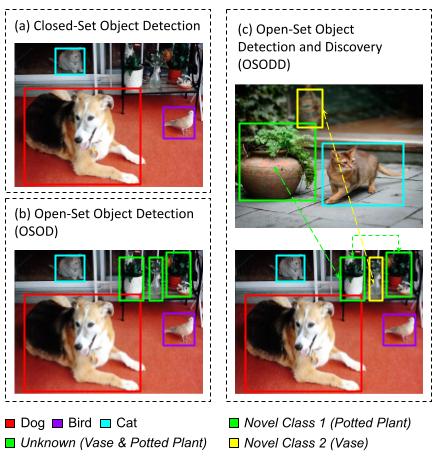 (a) Closed-Set Object Detection
(b) Open-Set Object Detection
(OSOD)
(c) Open-Set Object
Detection and Discovery
(OSODD)
Dog Bird Cat
Unknown (Vase & Potted Plant)
Novel Class 1 (Potted Plant)
Novel Class 2 (Vase)